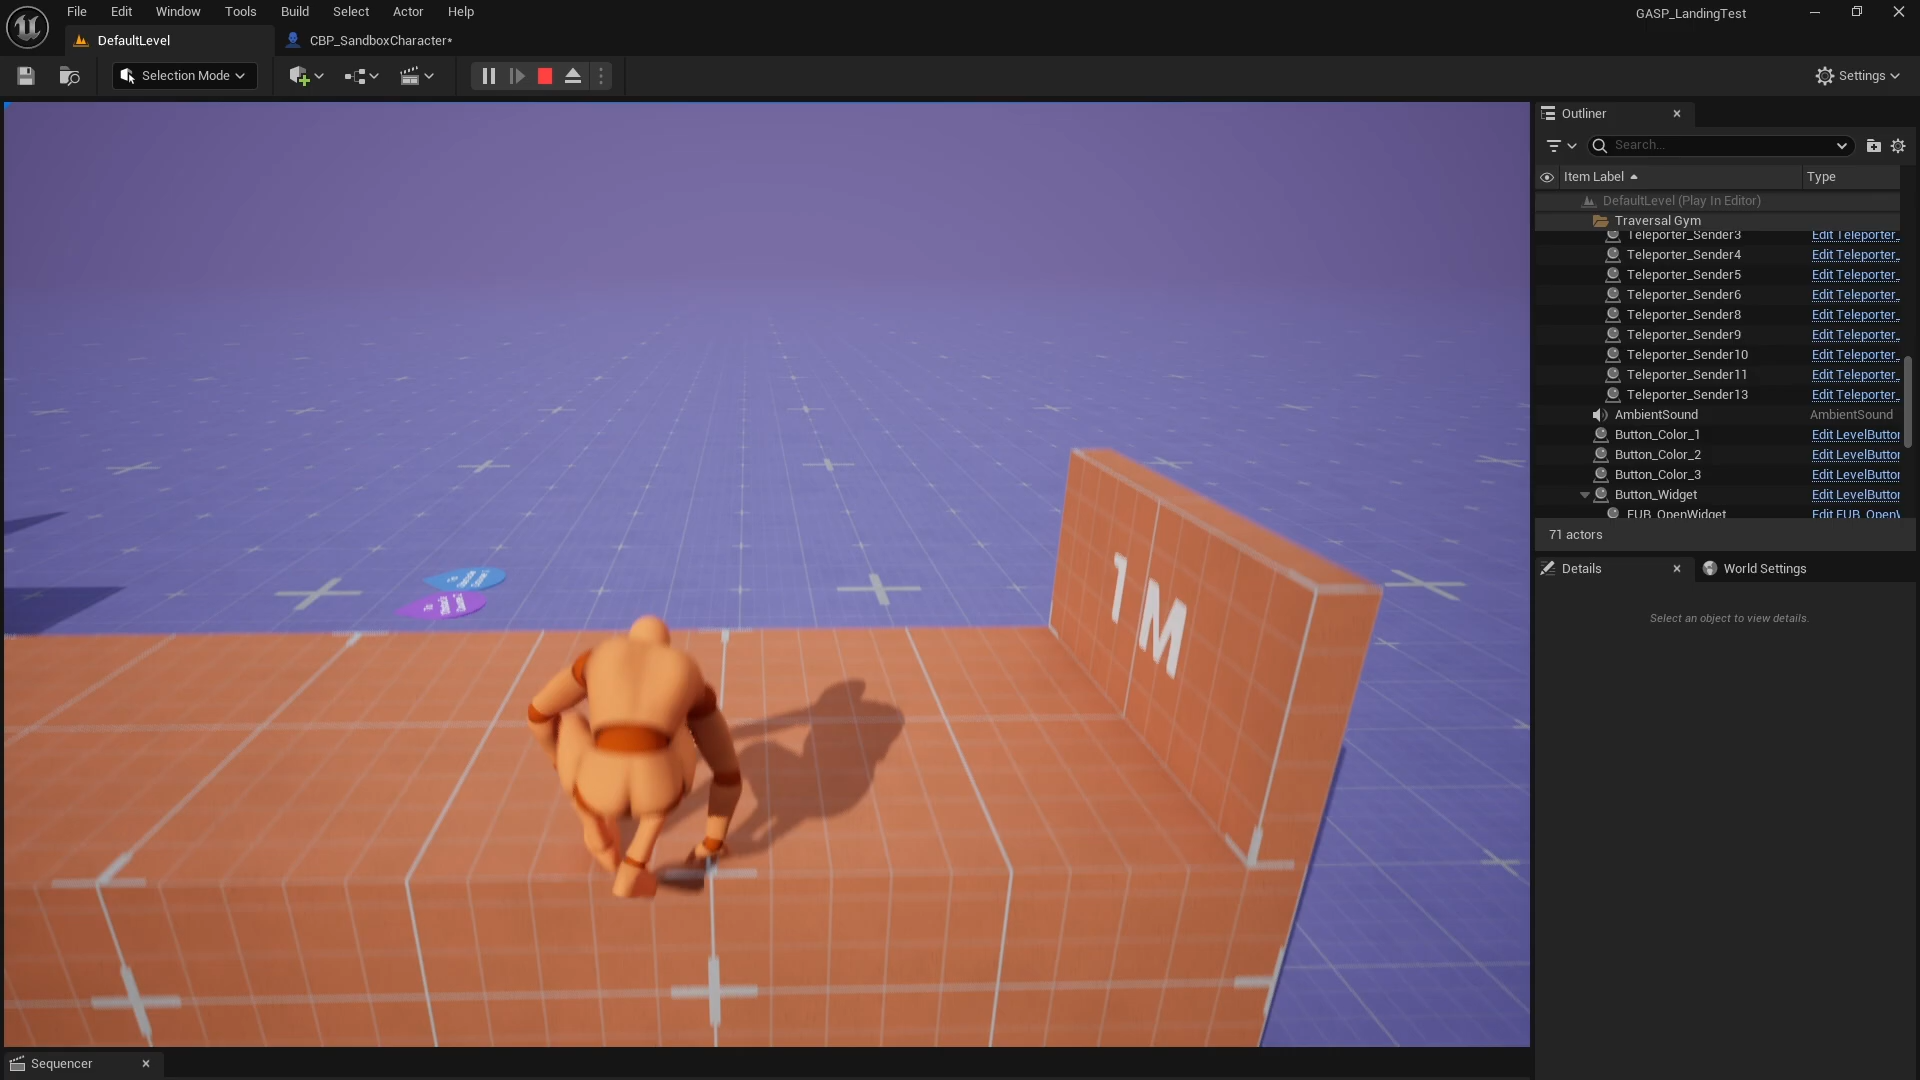 File Edit Window Tools Build Select Actor Help
GASP_LandingTest
DefaultLevel
CBP_SandboxCharacter*
Selection Mode
Settings
Outliner
Search...
Item Label
Type
DefaultLevel (Play In Editor)
Traversal Gym
Teleporter_Sender3 Edit Teleporter_
Teleporter_Sender4 Edit Teleporter_
Teleporter_Sender5 Edit Teleporter_
Teleporter_Sender6 Edit Teleporter_
Teleporter_Sender8 Edit Teleporter_
Teleporter_Sender9 Edit Teleporter_
Teleporter_Sender10 Edit Teleporter_
Teleporter_Sender11 Edit Teleporter_
Teleporter_Sender13 Edit Teleporter_
AmbientSound AmbientSound
Button_Color_1 Edit LevelButton
Button_Color_2 Edit LevelButton
Button_Color_3 Edit LevelButton
Button_Widget Edit LevelButton
EUB_OpenWidget Edit EUB_Open
71 actors
Details
World Settings
Select an object to view details.
1 M
Sequencer